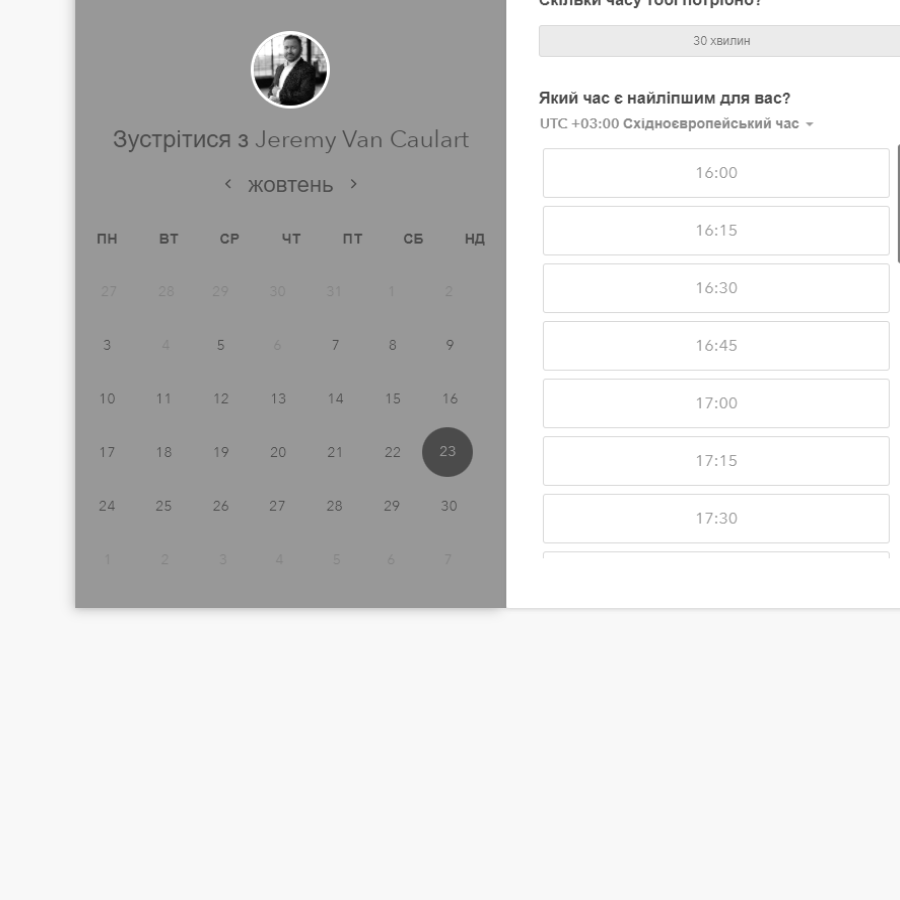 Скільки часу тобі потрібно?
30 хвилин
Зустрітися з Jeremy Van Caulart
жовтень
ПН ВТ СР ЧТ ПТ СБ НД
27 28 29 30 31 1 2
3 4 5 6 7 8 9
10 11 12 13 14 15 16
17 18 19 20 21 22 23
24 25 26 27 28 29 30
1 2 3 4 5 6 7
Який час є найліпшим для вас?
UTC +03:00 Східноєвропейський час
16:00
16:15
16:30
16:45
17:00
17:15
17:30